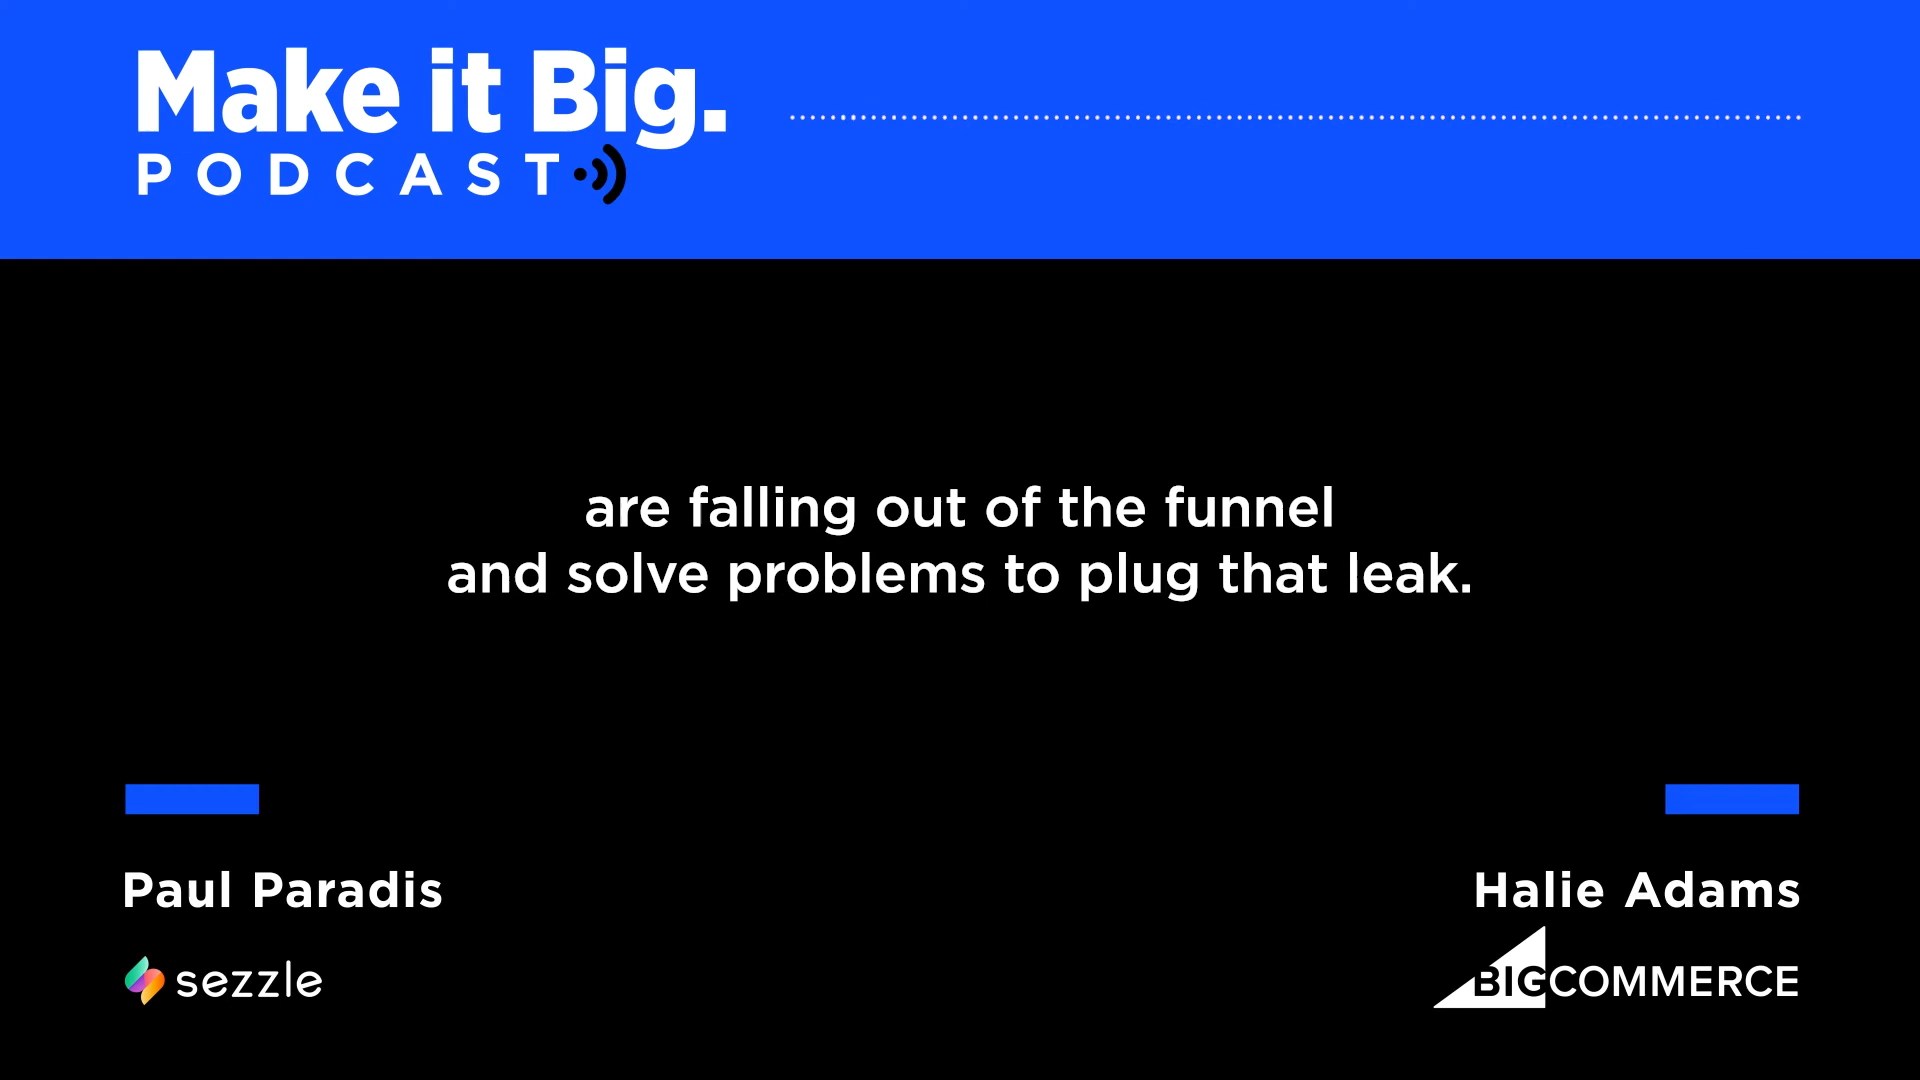 Make it Big.
PODCAST
are falling out of the funnel
and solve problems to plug that leak.
Paul Paradis
Halie Adams
sezzle
BIGCOMMERCE